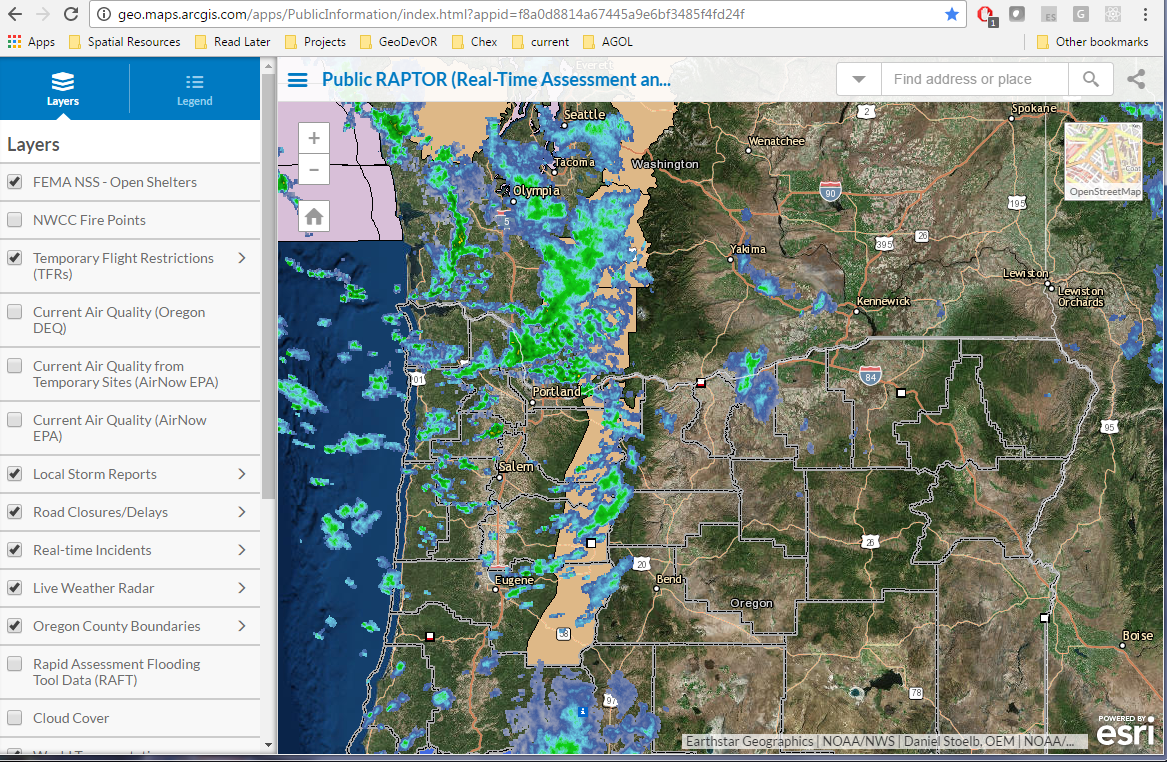 geo.maps.arcgis.com/apps/PublicInformation/index.html?appid=f8a0d8814a67445a9e6bf3485f4fd24f
1
ES
G
Apps
Spatial Resources
Read Later
Projects
GeoDevOR
Chex
current
AGOL
Other bookmarks
Layers
Legend
Public RAPTOR (Real-Time Assessment an...
Find address or place
Layers
FEMA NSS - Open Shelters
NWCC Fire Points
Temporary Flight Restrictions
(TFRs)
Current Air Quality (Oregon
DEQ)
Current Air Quality from
Temporary Sites (AirNow EPA)
Current Air Quality (AirNow
EPA)
Local Storm Reports
Road Closures/Delays
Real-time Incidents
Live Weather Radar
Oregon County Boundaries
Rapid Assessment Flooding
Tool Data (RAFT)
Cloud Cover
+
−
Everett
Seattle
Spokane
2
Wenatchee
Tacoma
Washington
OpenStreetMap
Olympia
90
195
5
26
395
Yakima
Lewiston
Lewiston
Orchards
Kennewick
101
84
Portland
95
Salem
26
20
Eugene
Bend
Oregon
58
Boise
97
78
POWERED BY
esri
Earthstar Geographics | NOAA/NWS | Daniel Stoelb, OEM | NOAA/...